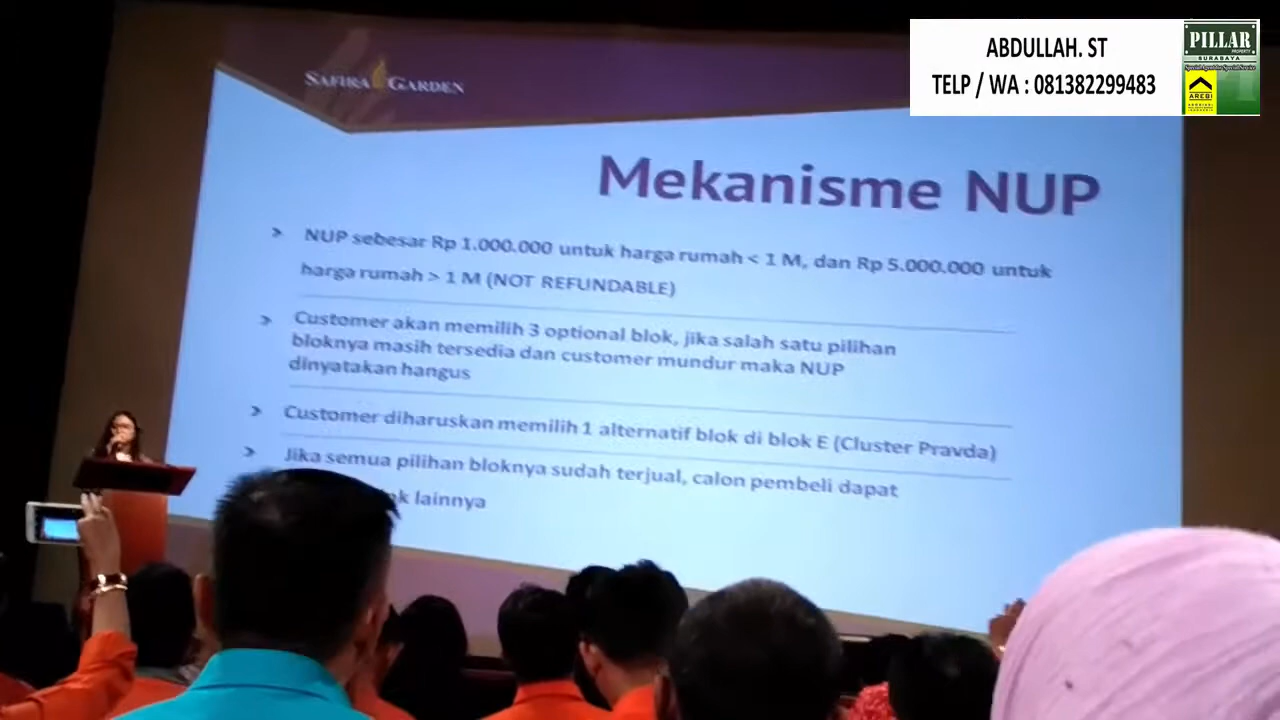 ABDULLAH. ST
TELP / WA : 081382299483
PILLAR
PROPERTY
SURABAYA
AREBI
SAFIRA GARDEN
Mekanisme NUP
NUP sebesar Rp 1.000.000 untuk harga rumah < 1 M, dan Rp 5.000.000 untuk
harga rumah > 1 M (NOT REFUNDABLE)
Customer akan memilih 3 optional blok, jika salah satu pilihan
bloknya masih tersedia dan customer mundur maka NUP
dinyatakan hangus
Customer diharuskan memilih 1 alternatif blok di blok E (Cluster Pravda)
Jika semua pilihan bloknya sudah terjual, calon pembeli dapat
lainnya